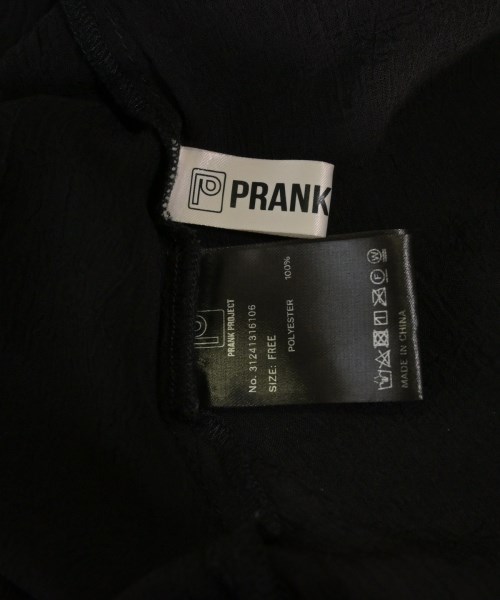 PRANK
PRANK PROJECT
No. 31241316106
SIZE: FREE
POLYESTER 100%
MADE IN CHINA